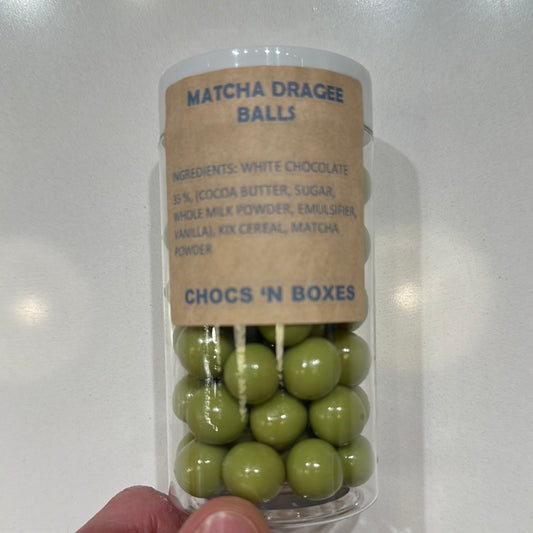 MATCHA DRAGEE
BALLS
INGREDIENTS: WHITE CHOCOLATE
35 %, (COCOA BUTTER, SUGAR,
WHOLE MILK POWDER, EMULSIFIER,
VANILLA), KIX CEREAL, MATCHA
POWDER
CHOCS 'N BOXES